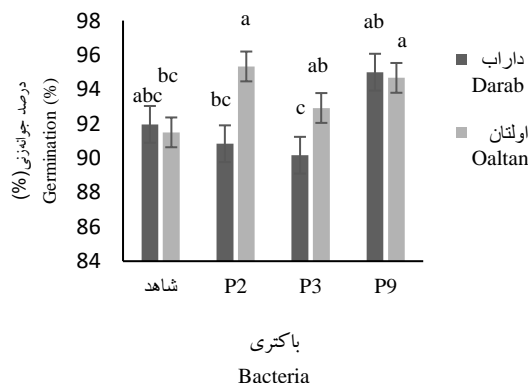 درصد جوانه‌زنی(%)
Germination (%)
98
96
94
92
90
88
86
84
abc
bc
bc
a
c
ab
ab
a
شاهد
P2
P3
P9
باکتری
Bacteria
داراب
Darab
اولتان
Oaltan